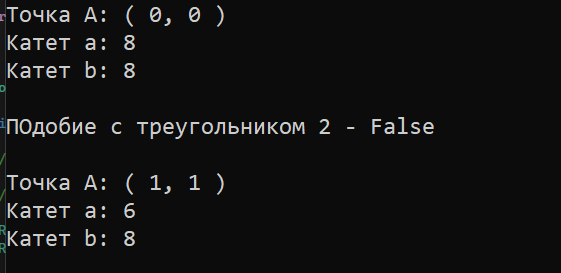 Точка A: ( 0, 0 )
Катет a: 8
Катет b: 8
ПОдобие с треугольником 2 - False
Точка A: ( 1, 1 )
Катет a: 6
Катет b: 8